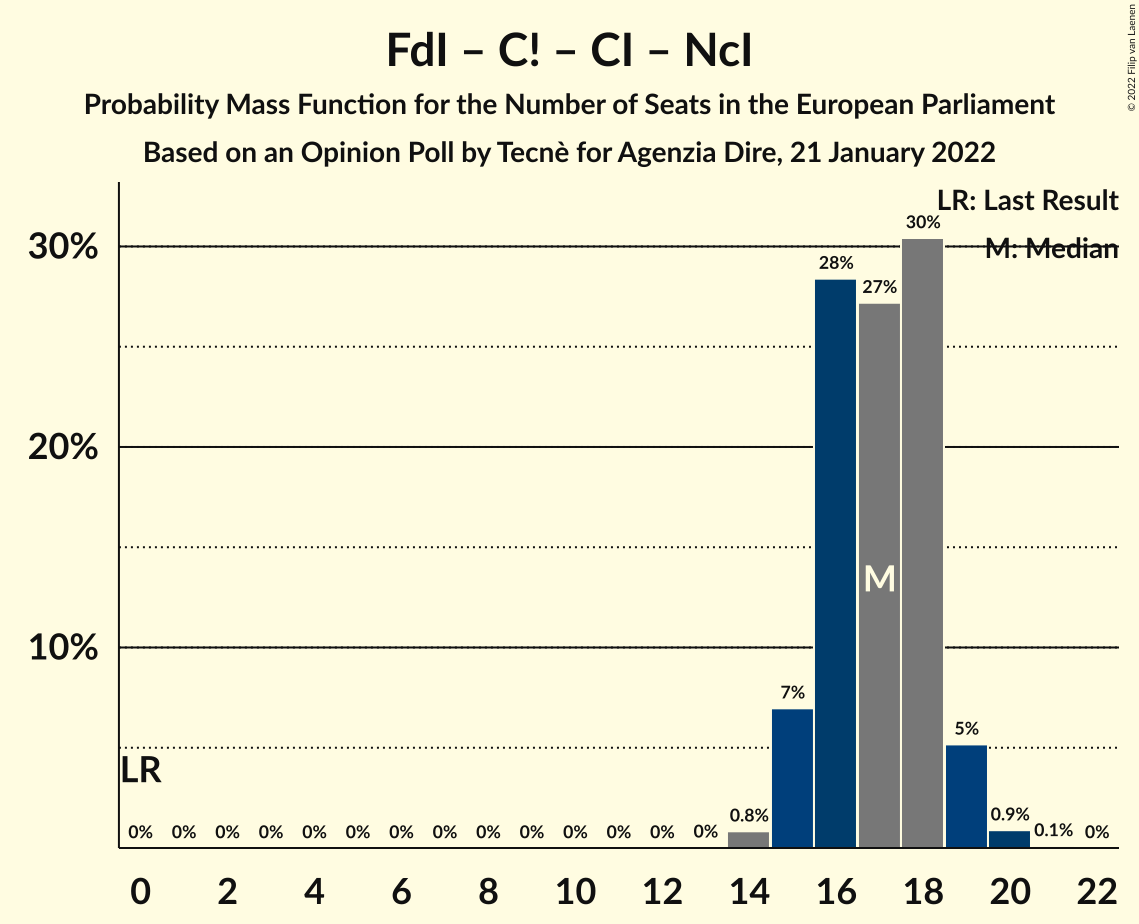 FdI – C! – CI – NcI
Probability Mass Function for the Number of Seats in the European Parliament
Based on an Opinion Poll by Tecnè for Agenzia Dire, 21 January 2022
© 2022 Filip van Laenen
LR: Last Result
M: Median
30%
20%
10%
30%
28%
27%
M
7%
5%
LR
0% 0% 0% 0% 0% 0% 0% 0% 0% 0% 0% 0% 0% 0% 0.8% 0.9% 0.1% 0%
0 2 4 6 8 10 12 14 16 18 20 22